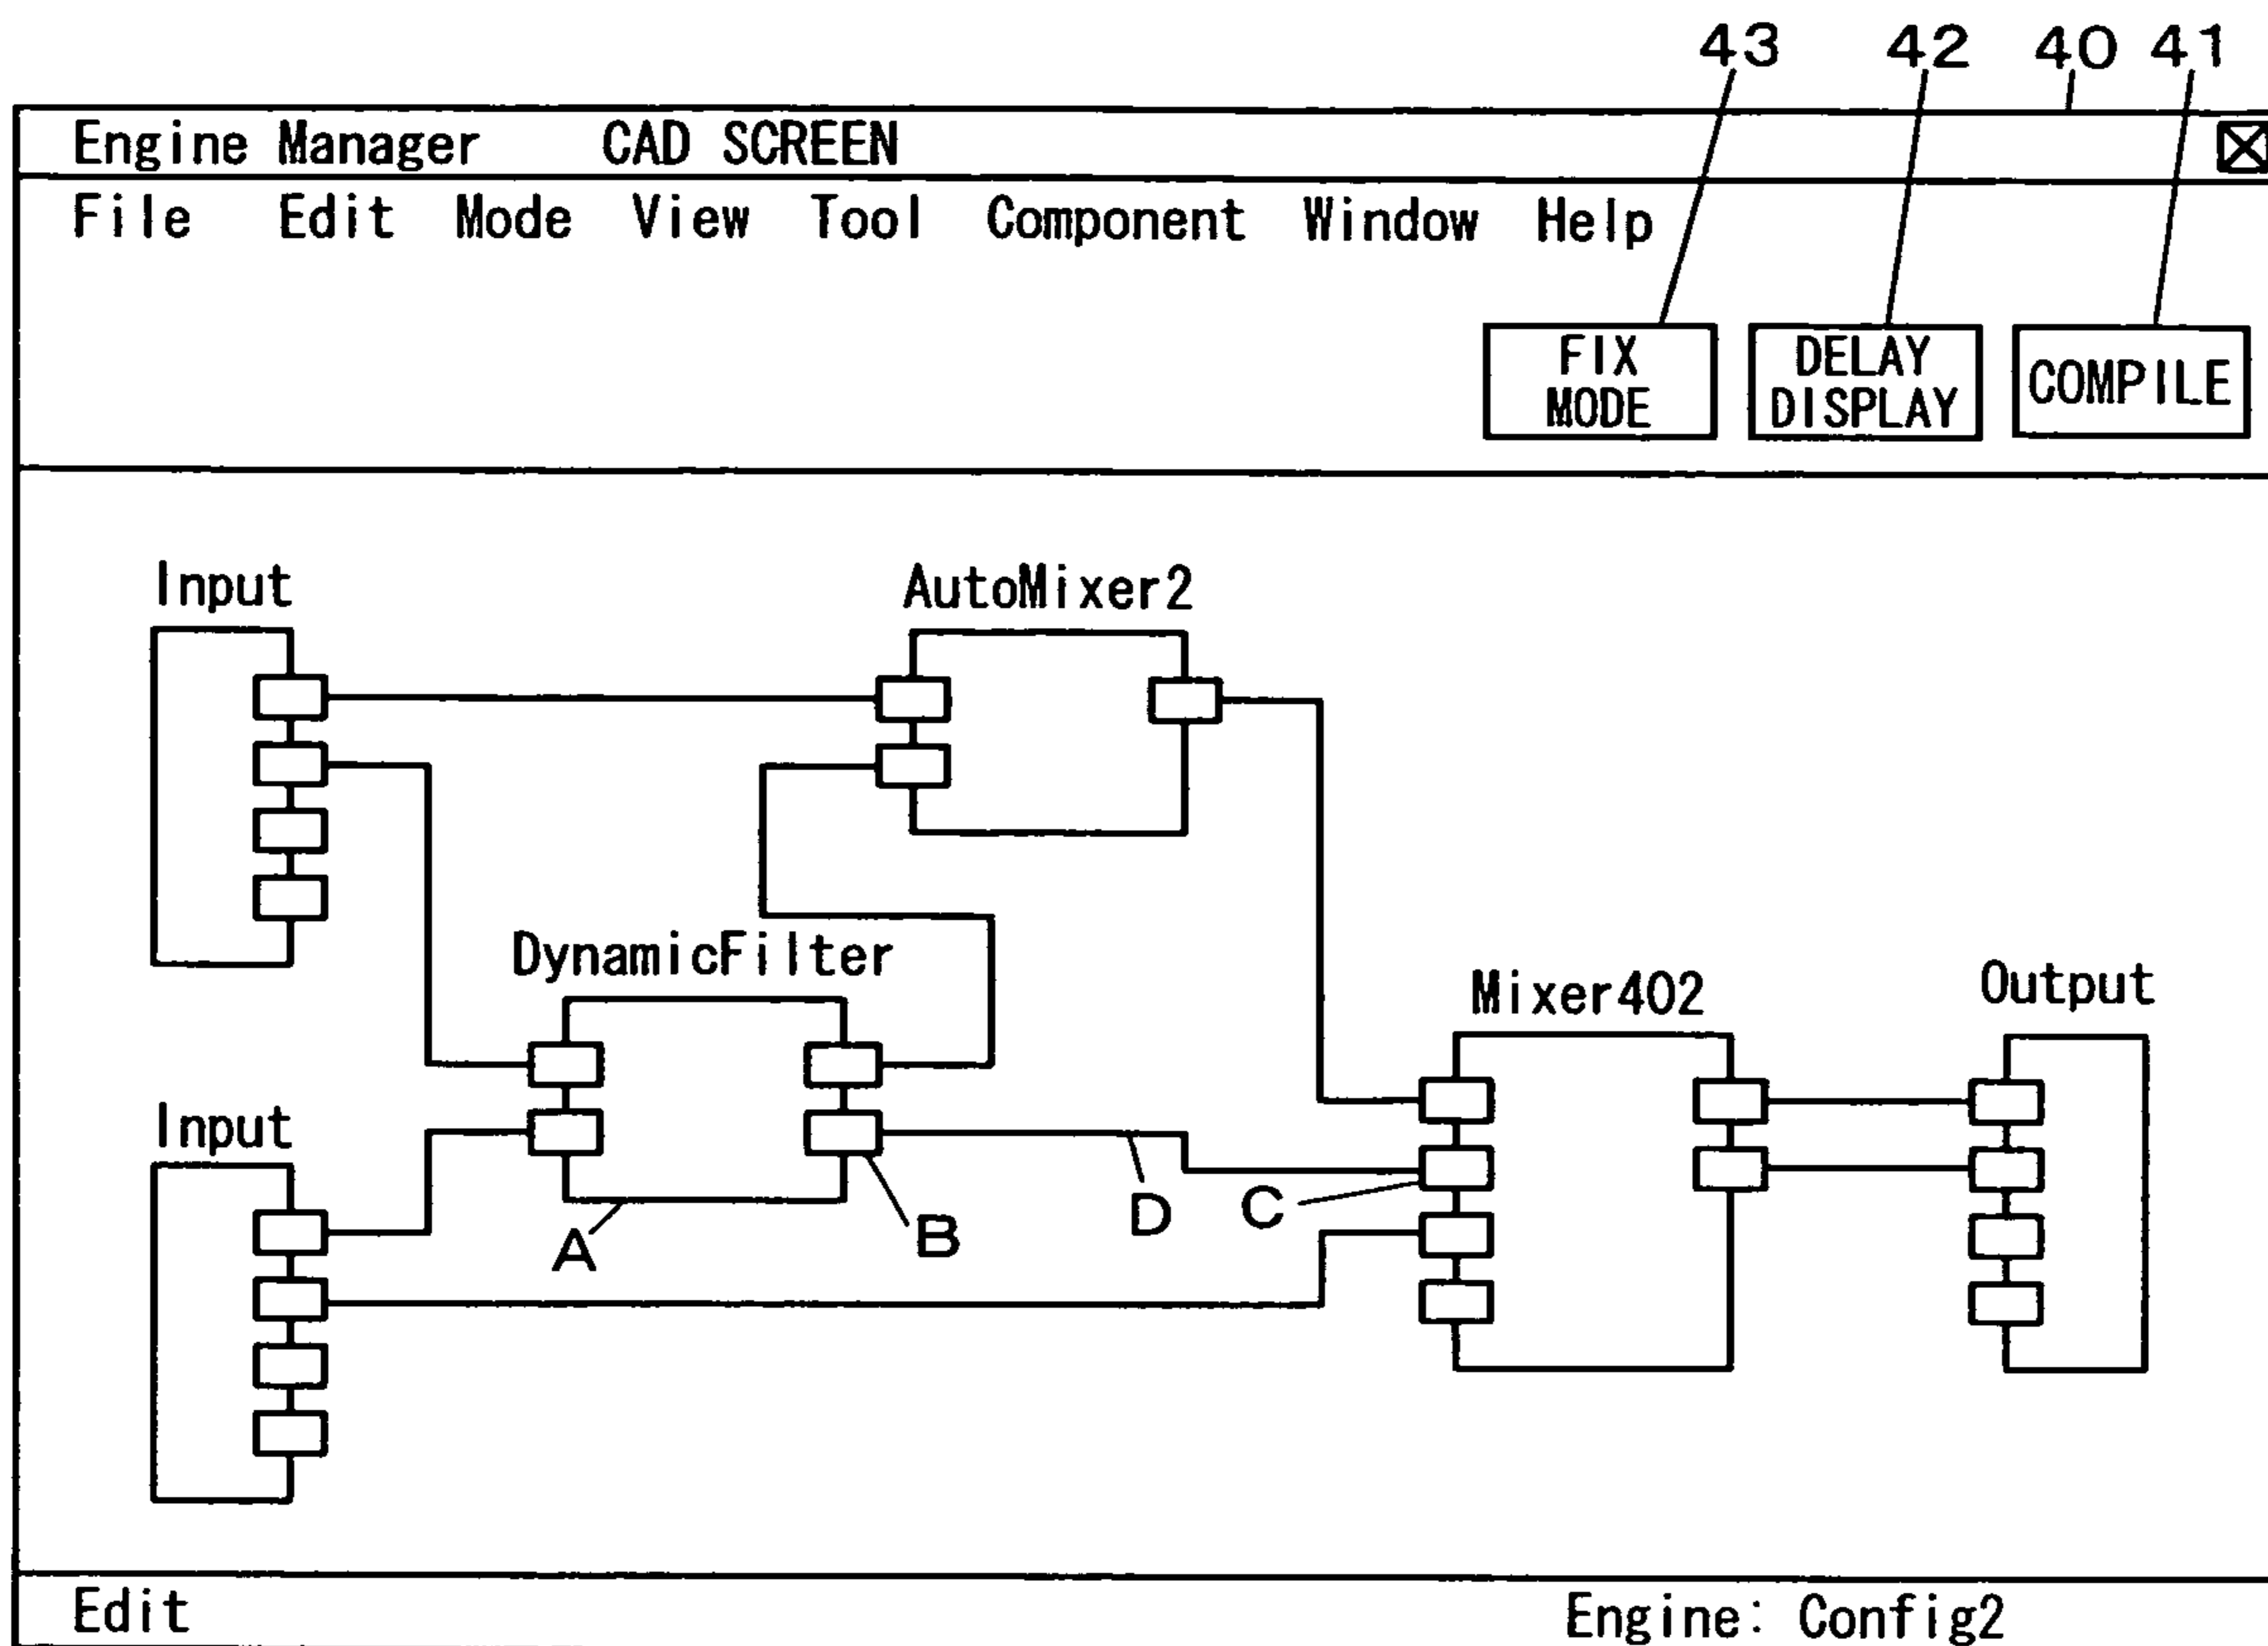 43 42 40 41
Engine Manager CAD SCREEN
File Edit Mode View Tool Component Window Help
FIX
MODE
DELAY
DISPLAY
COMPILE
Input
AutoMixer2
DynamicFilter
Mixer402
Output
Input
A
B
D
C
Edit
Engine: Config2